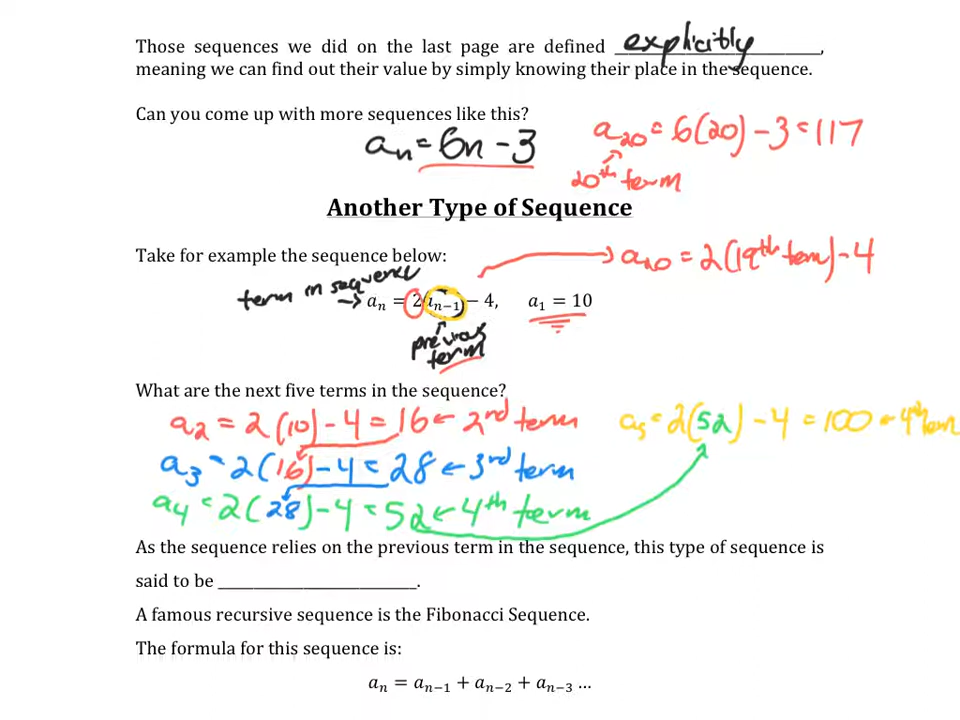 Those sequences we did on the last page are defined explicitly,
meaning we can find out their value by simply knowing their place in the sequence.
Can you come up with more sequences like this?
aₙ = 6n - 3
a₂₀ = 6(20) - 3 = 117
20th term
Another Type of Sequence
Take for example the sequence below:
a₂₀ = 2(19th term) - 4
term in sequence
→ aₙ = 2(aₙ₋₁) − 4, a₁ = 10
previous
term
What are the next five terms in the sequence?
a₂ = 2(10) - 4 = 16 ← 2rd term
a₅ = 2(52) - 4 = 100 ← 4th term
a₃ = 2(16) - 4 = 28 ← 3rd term
a₄ = 2(28) - 4 = 52 ← 4th term
As the sequence relies on the previous term in the sequence, this type of sequence is
said to be ______________________.
A famous recursive sequence is the Fibonacci Sequence.
The formula for this sequence is:
aₙ = aₙ₋₁ + aₙ₋₂ + aₙ₋₃ ...